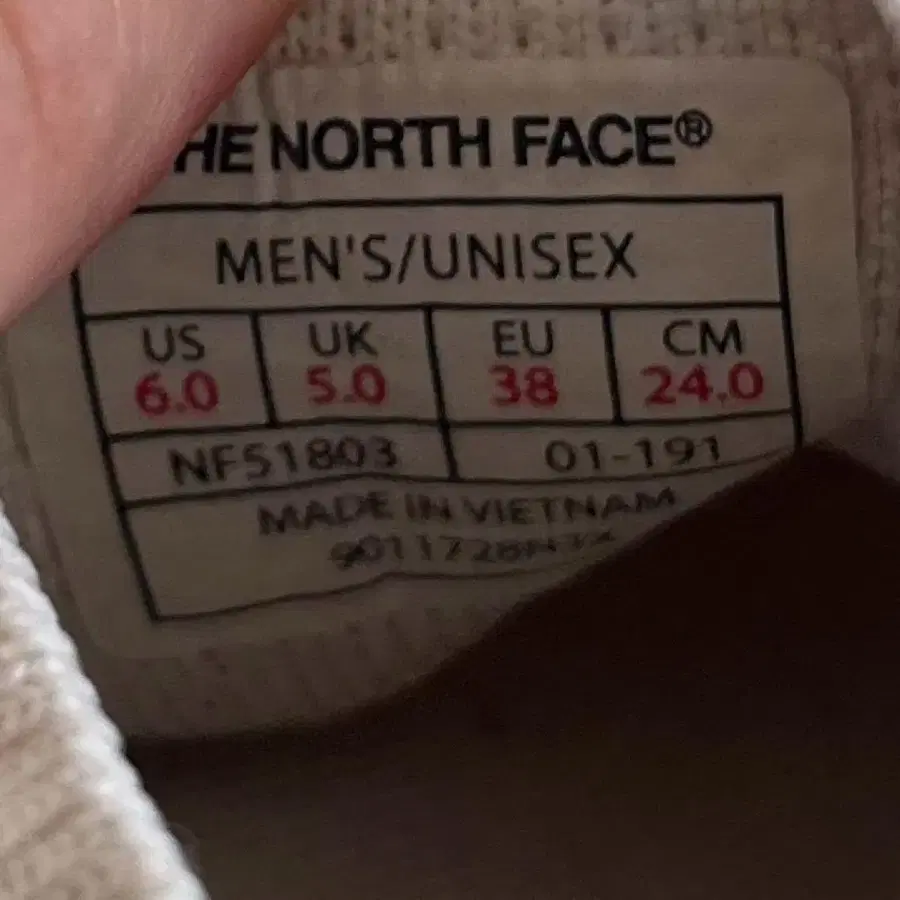 HE NORTH FACE®
MEN'S/UNISEX
US UK EU CM
6.0 5.0 38 24.0
NF51803 01-191
MADE IN VIETNAM